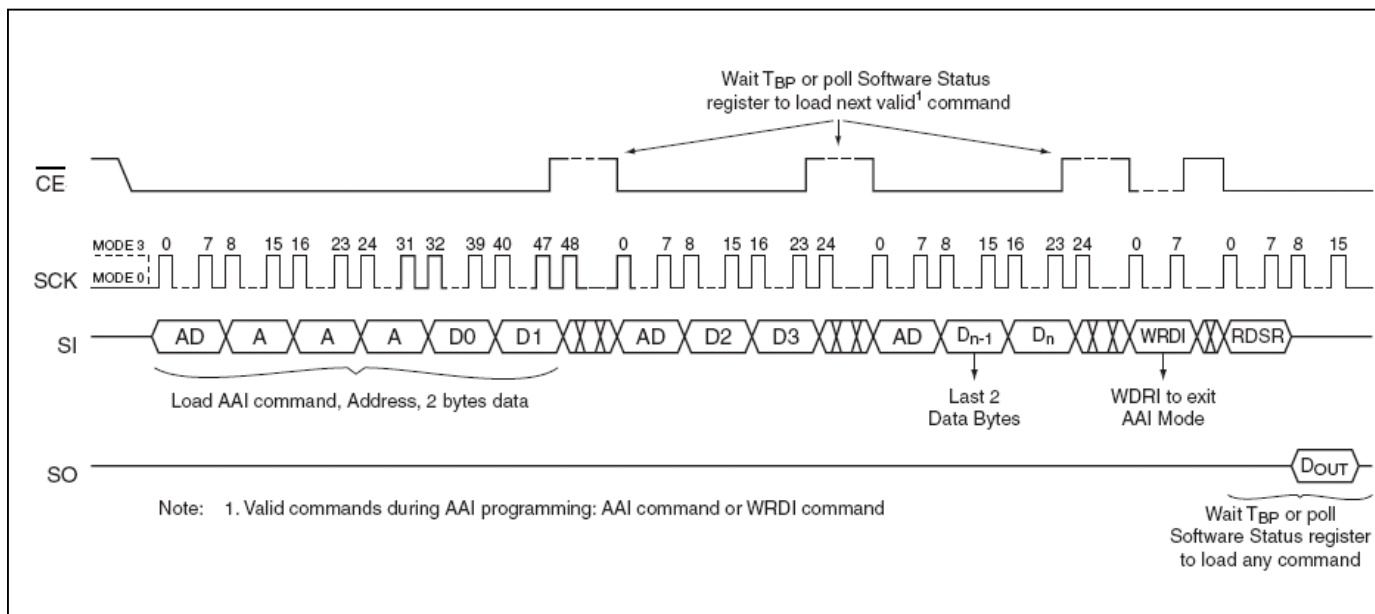 Wait TBP or poll Software Status
register to load next valid1 command
CE
MODE 3 0 7 8 15 16 23 24 31 32 39 40 47 48 0 7 8 15 16 23 24 0 7 8 15 16 23 24 0 7 0 7 8 15
SCK MODE 0
SI AD A A A D0 D1 AD D2 D3 AD Dn-1 Dn WRDI RDSR
Load AAI command, Address, 2 bytes data
Last 2
Data Bytes
WDRI to exit
AAI Mode
SO DOUT
Note: 1. Valid commands during AAI programming: AAI command or WRDI command
Wait TBP or poll
Software Status register
to load any command